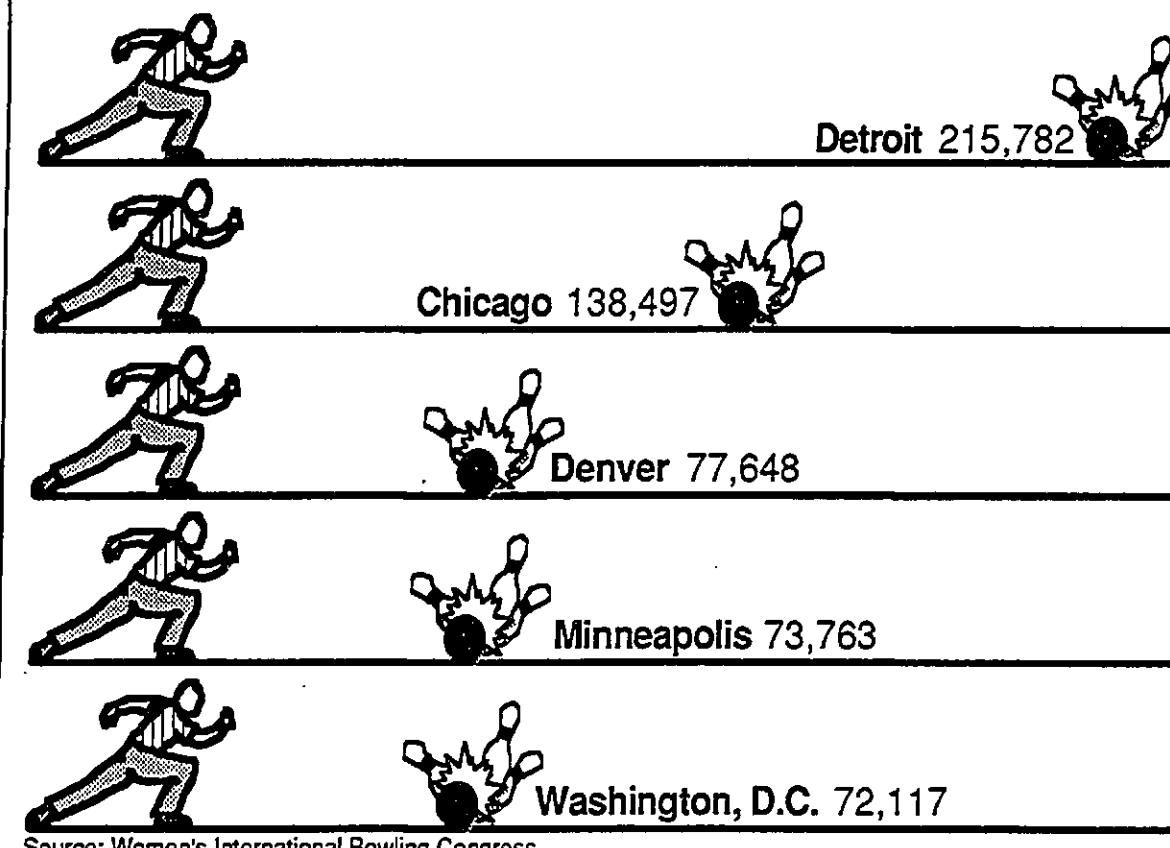 Detroit 215,782
Chicago 138,497
Denver 77,648
Minneapolis 73,763
Washington, D.C. 72,117
Source: Women's International Bowling Congress